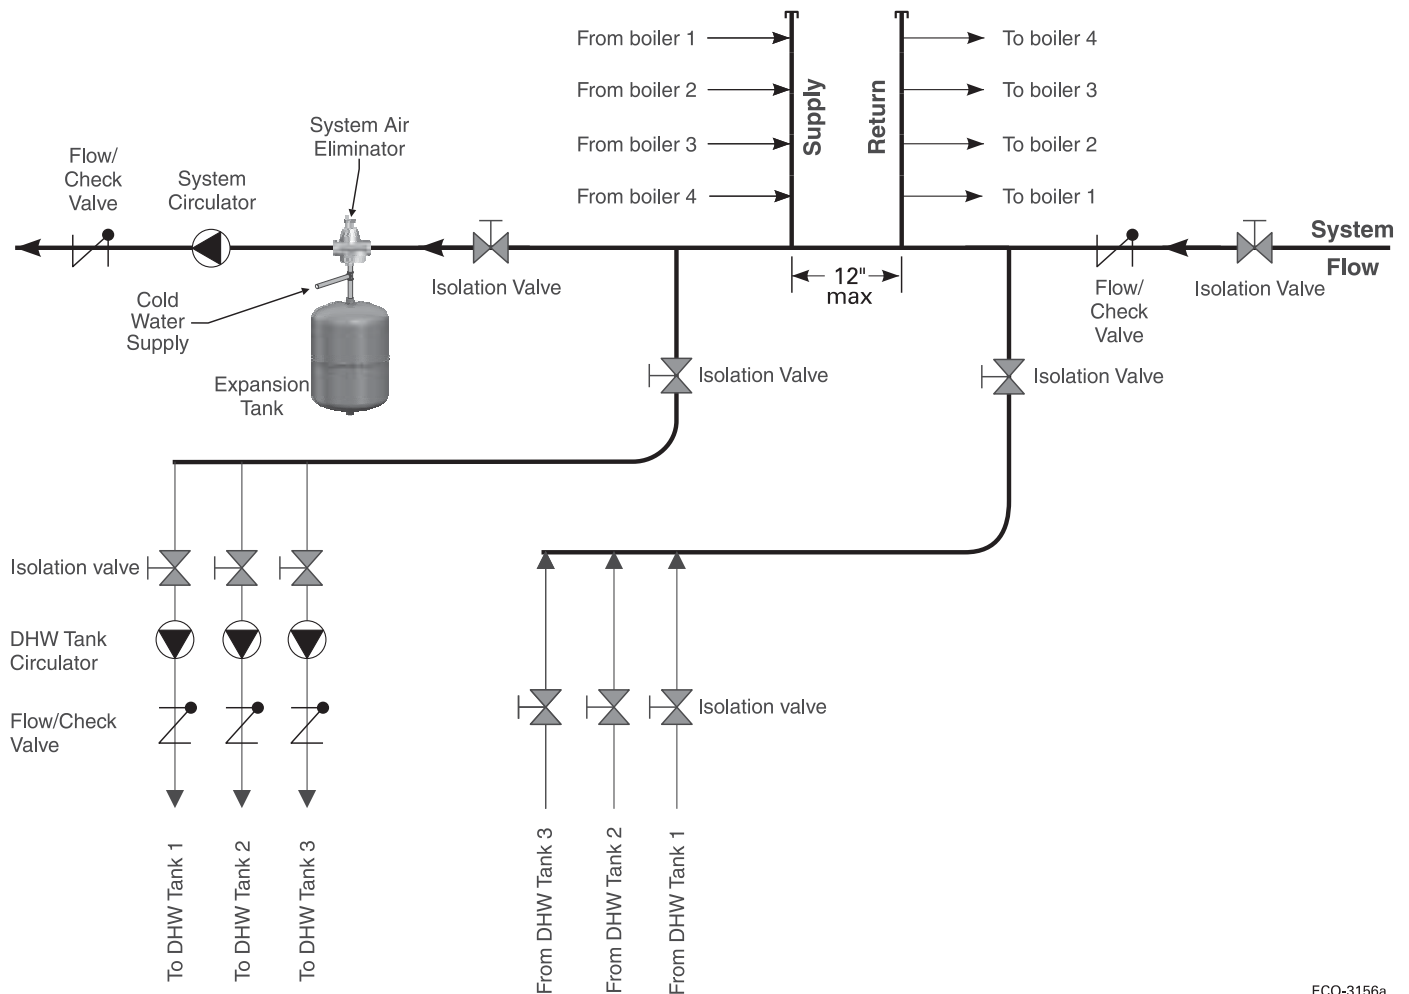 From boiler 1
From boiler 2
From boiler 3
From boiler 4
Supply
Return
To boiler 4
To boiler 3
To boiler 2
To boiler 1
System Air
Eliminator
Flow/
Check
Valve
System
Circulator
Isolation Valve
Cold
Water
Supply
Expansion
Tank
12"
max
System
Flow
Flow/
Check
Valve
Isolation Valve
Isolation Valve
Isolation Valve
Isolation valve
DHW Tank
Circulator
Flow/Check
Valve
Isolation valve
To DHW Tank 1
To DHW Tank 2
To DHW Tank 3
From DHW Tank 3
From DHW Tank 2
From DHW Tank 1
ECO-3156a